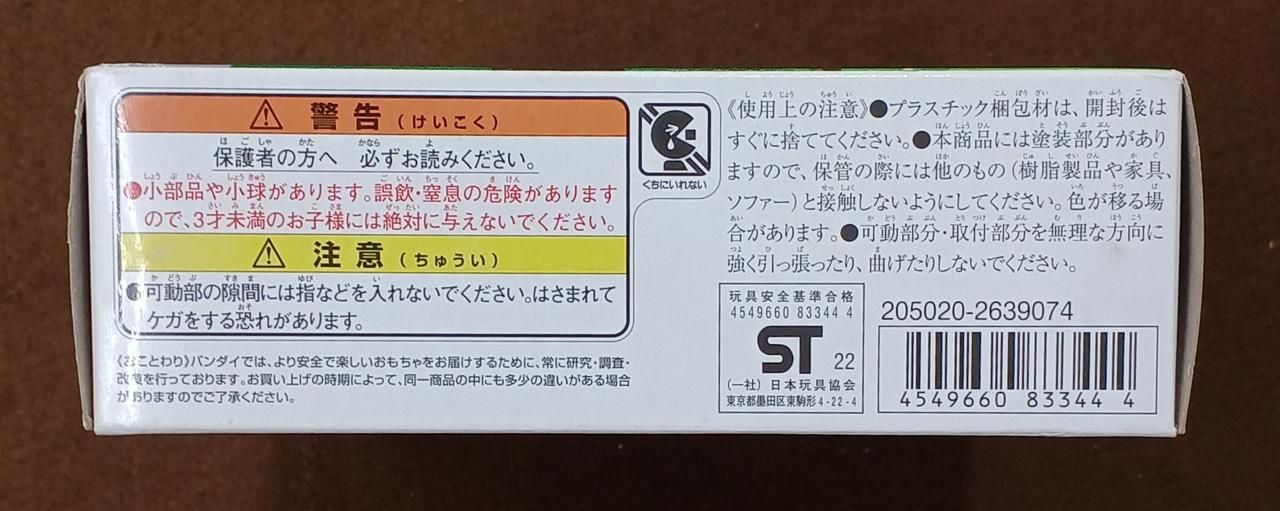 警告(けいこく)
保護者の方へ 必ずお読みください。
●小部品や小球があります。誤飲・窒息の危険があります
ので、3才未満のお子様には絶対に与えないでください。
注意(ちゅうい)
●可動部の隙間には指などを入れないでください。はさまれて
ケガをする恐れがあります。
くちにいれない
《おことわり》バンダイでは、より安全で楽しいおもちゃをお届けするために、常に研究・調査・
改良を行っております。お買い上げの時期によって、同一商品の中にも多少の違いがある場合
がありますのでご了承ください。
《使用上の注意》●プラスチック梱包材は、開封後は
すぐに捨ててください。●本商品には塗装部分があり
ますので、保管の際には他のもの(樹脂製品や家具、
ソファー)と接触しないようにしてください。色が移る場
合があります。●可動部分・取付部分を無理な方向に
強く引っ張ったり、曲げたりしないでください。
玩具安全基準合格
4549660 83344 4
ST 22
(一社)日本玩具協会
東京都墨田区東駒形4-22-4
205020-2639074
4549660 83344 4